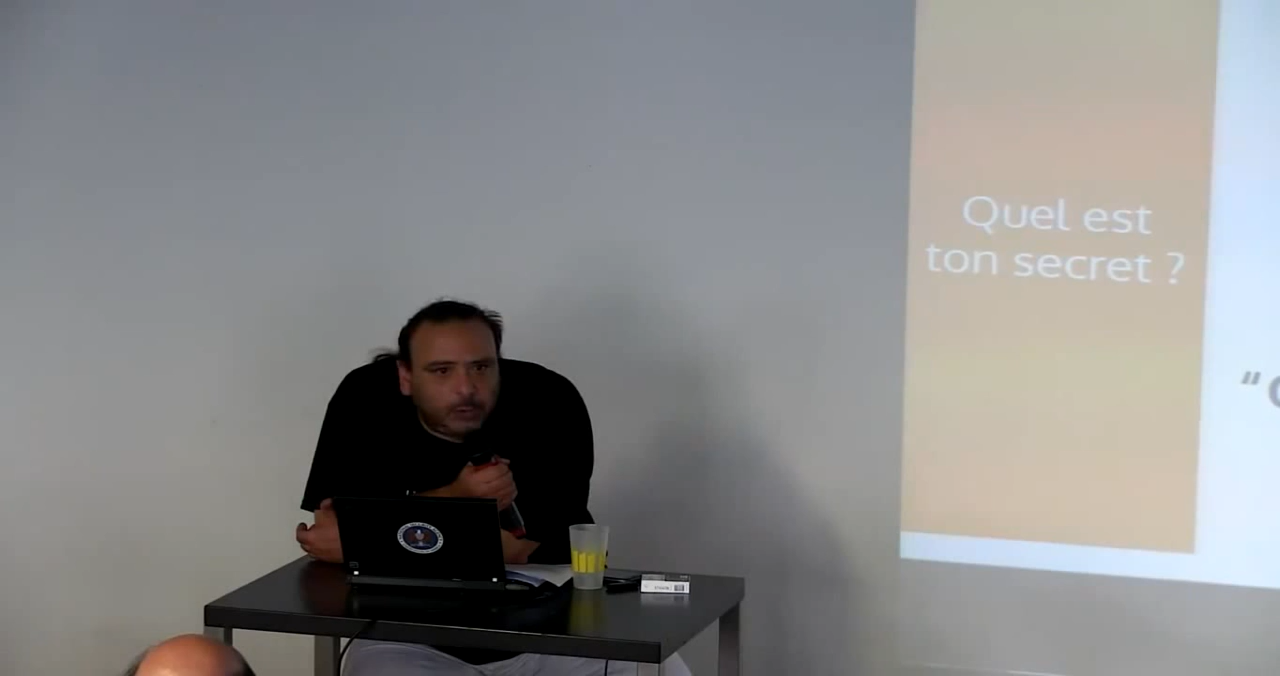 Quel est
ton secret ?
“